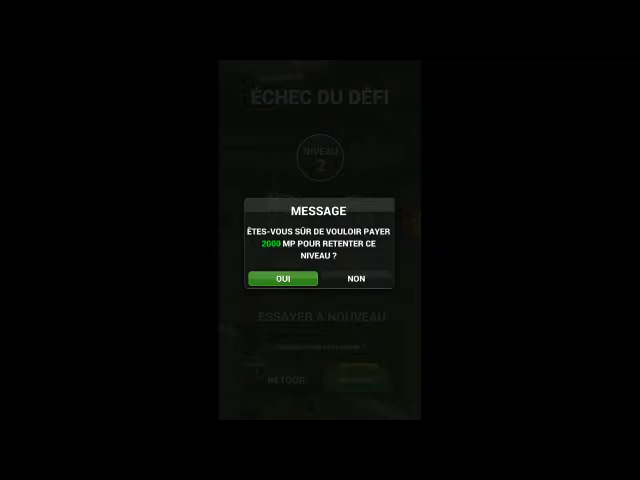 ÉCHEC DU DÉFI
NIVEAU
2
MESSAGE
ÊTES-VOUS SÛR DE VOULOIR PAYER
2000 MP POUR RETENTER CE
NIVEAU ?
OUI
NON
ESSAYER À NOUVEAU
RETOUR